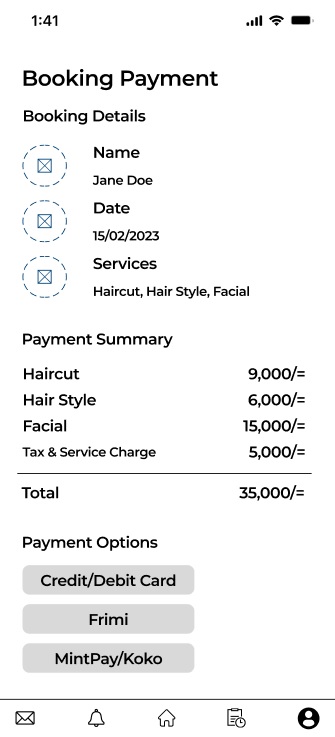 1:41
Booking Payment
Booking Details
Name
Jane Doe
Date
15/02/2023
Services
Haircut, Hair Style, Facial
Payment Summary
Haircut 9,000/=
Hair Style 6,000/=
Facial 15,000/=
Tax & Service Charge 5,000/=
Total 35,000/=
Payment Options
Credit/Debit Card
Frimi
MintPay/Koko